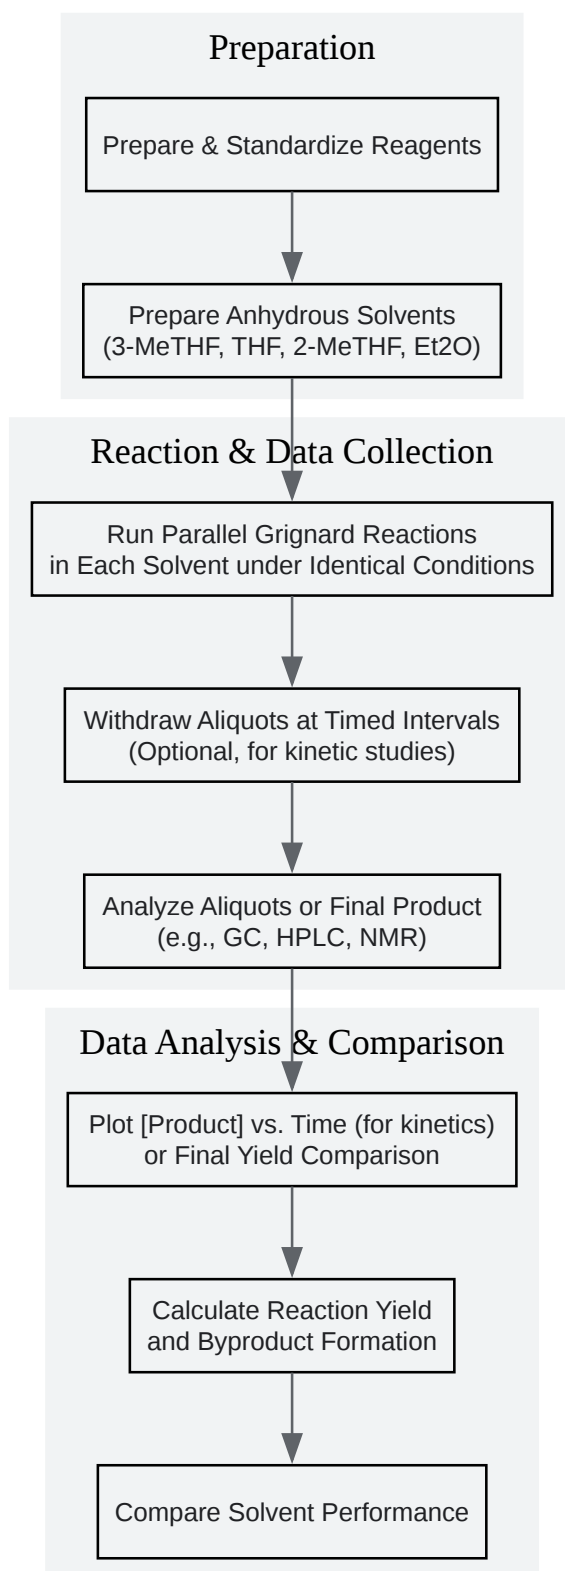 Preparation
Prepare & Standardize Reagents
Prepare Anhydrous Solvents
(3-MeTHF, THF, 2-MeTHF, Et2O)
Reaction & Data Collection
Run Parallel Grignard Reactions
in Each Solvent under Identical Conditions
Withdraw Aliquots at Timed Intervals
(Optional, for kinetic studies)
Analyze Aliquots or Final Product
(e.g., GC, HPLC, NMR)
Data Analysis & Comparison
Plot [Product] vs. Time (for kinetics)
or Final Yield Comparison
Calculate Reaction Yield
and Byproduct Formation
Compare Solvent Performance